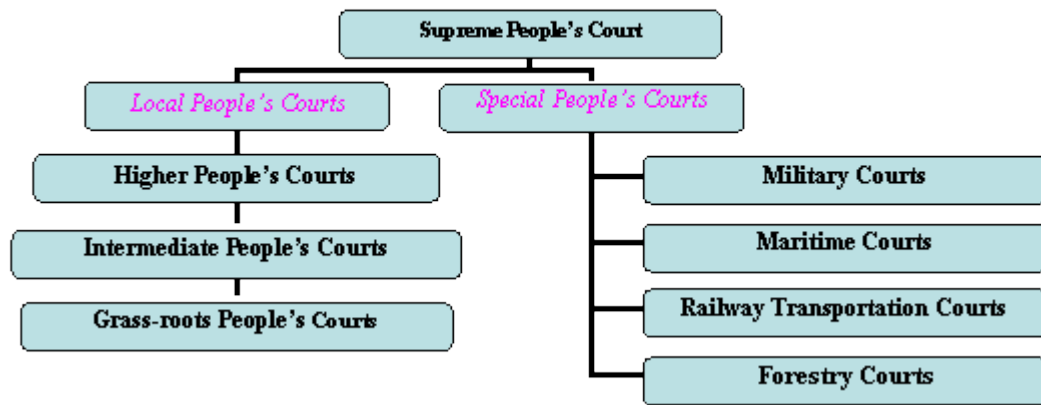 Supreme People's Court
Local People's Courts
Special People's Courts
Higher People's Courts
Intermediate People's Courts
Grass-roots People's Courts
Military Courts
Maritime Courts
Railway Transportation Courts
Forestry Courts